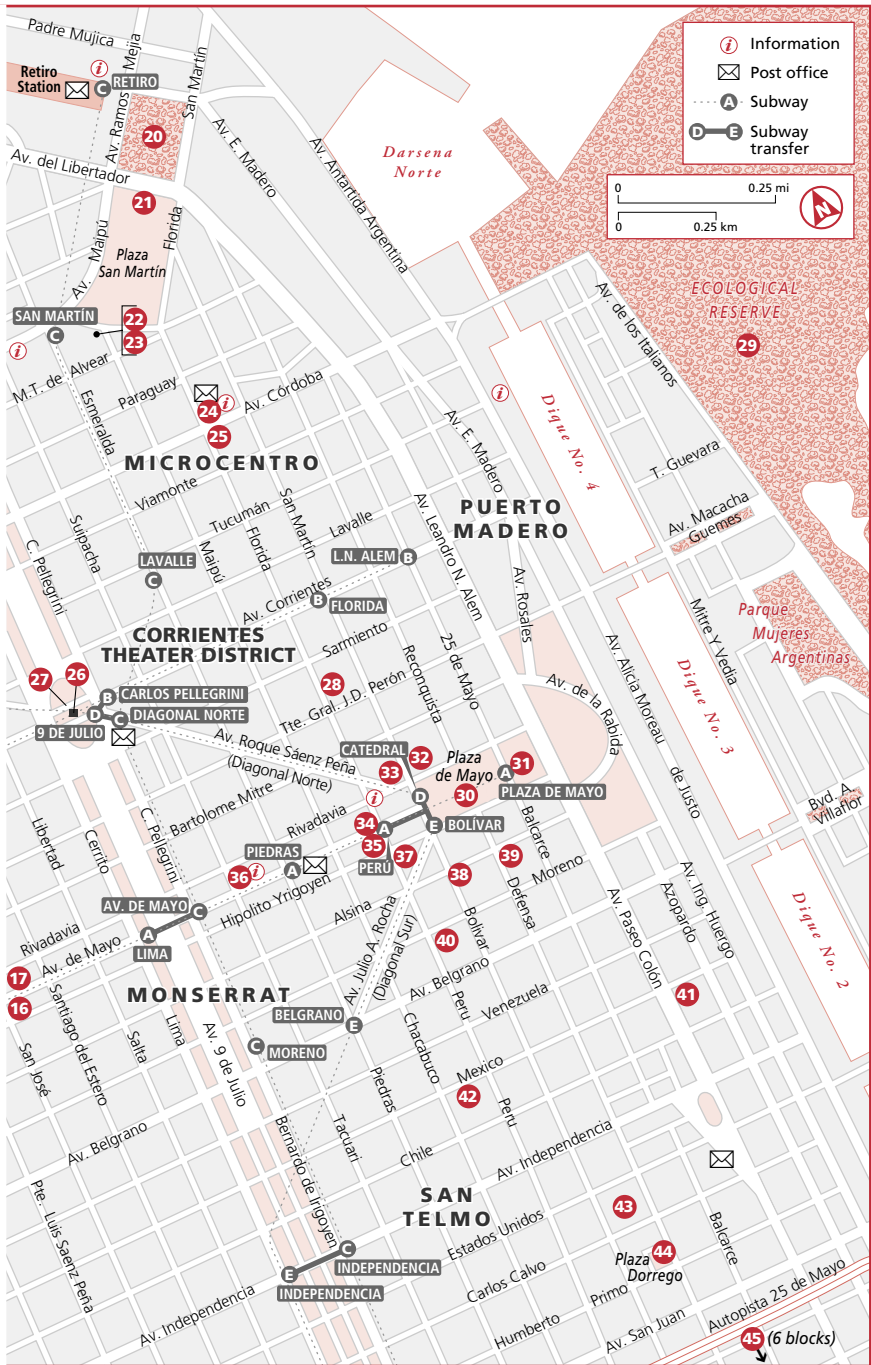 Padre Mujica
Retiro
Station
RETIRO
C
Av. Ramos Mejia
San Martín
20
Av. del Libertador
21
Plaza
San Martín
Florida
Av. Maipú
Av. E. Madero
Av. Antartida Argentina
Darsena
Norte
i Information
Post office
A Subway
D E Subway
transfer
0 0.25 mi
0 0.25 km
N
ECOLOGICAL
RESERVE
29
Av. de los Italianos
SAN MARTÍN
C
22
23
M.T. de Alvear
Paraguay
Esmeralda
24
25
Av. Córdoba
MICROCENTRO
Viamonte
Tucumán
Lavalle
San Martín
Florida
Maipú
Suipacha
C. Pellegrini
LAVALLE
C
L.N. ALEM
B
Av. Corrientes
B
FLORIDA
Av. E. Madero
Av. Leandro N. Alem
PUERTO
MADERO
Dique No. 4
T. Guevara
Av. Macacha
Guemes
Av. Rosales
CORRIENTES
THEATER DISTRICT
Sarmiento
Reconquista
25 de Mayo
Tte. Gral. J.D. Perón
28
27
26
B
CARLOS PELLEGRINI
D
C
DIAGONAL NORTE
9 DE JULIO
Av. Roque Sáenz Peña
(Diagonal Norte)
Mitre Y Vedia
Parque
Mujeres
Argentinas
Av. Alicia Moreau
de Justo
Dique No. 3
Av. de la Rabida
CATEDRAL
32
33
Plaza
de Mayo
31
A
PLAZA DE MAYO
30
D
Bartolome Mitre
Rivadavia
34
A
35
PERÚ
37
E
BOLÍVAR
Bvd. A.
Villaflor
Libertad
Cerrito
C. Pellegrini
PIEDRAS
A
36
Hipolito Yrigoyen
Alsina
38
39
Balcarce
Defensa
Moreno
Bolivar
40
AV. DE MAYO
C
A
LIMA
Rivadavia
Av. de Mayo
17
16
MONSERRAT
Av. Julio A. Rocha
(Diagonal Sur)
Av. Belgrano
BELGRANO
E
Venezuela
Peru
Av. Paseo Colón
Azopardo
Av. Ing. Huergo
Dique No. 2
41
Santiago del Estero
San José
Salta
Lima
Av. 9 de Julio
C
MORENO
Chacabuco
Piedras
Mexico
42
Peru
Tacuari
Chile
Av. Belgrano
Bernardo de Irigoyen
Av. Independencia
SAN
TELMO
43
Estados Unidos
44
Plaza
Dorrego
Balcarce
Pte. Luis Saenz Peña
C
INDEPENDENCIA
E
INDEPENDENCIA
Av. Independencia
Carlos Calvo
Humberto Primo
Av. San Juan
Autopista 25 de Mayo
45 (6 blocks)